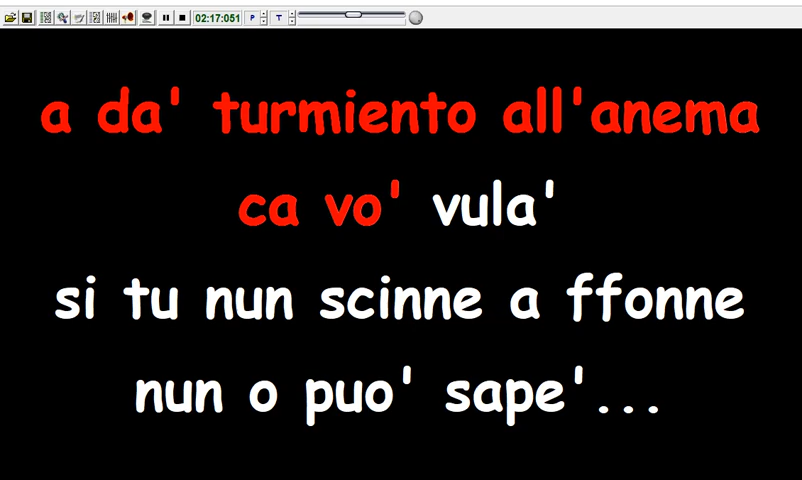 02:17:051
P
T
a da' turmiento all'anema
ca vo' vula'
si tu nun scinne a ffonne
nun o puo' sape'...